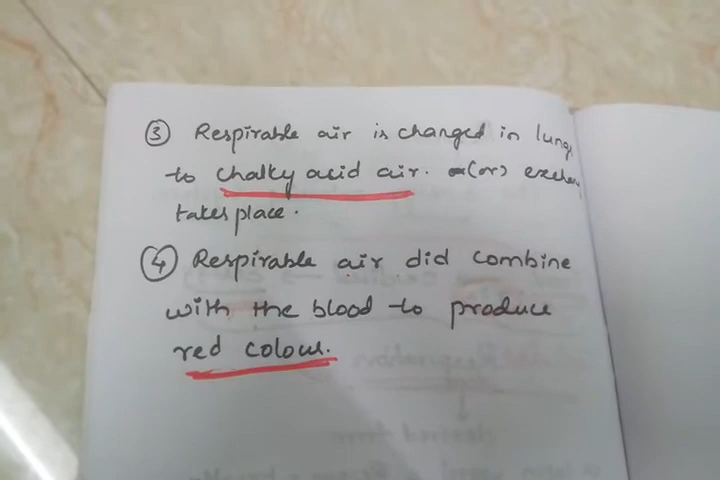 ③ Respirable air is changed in lungs
to chalky acid air. (or)
takes place.
④ Respirable air did combine
with the blood to produce
red colour.